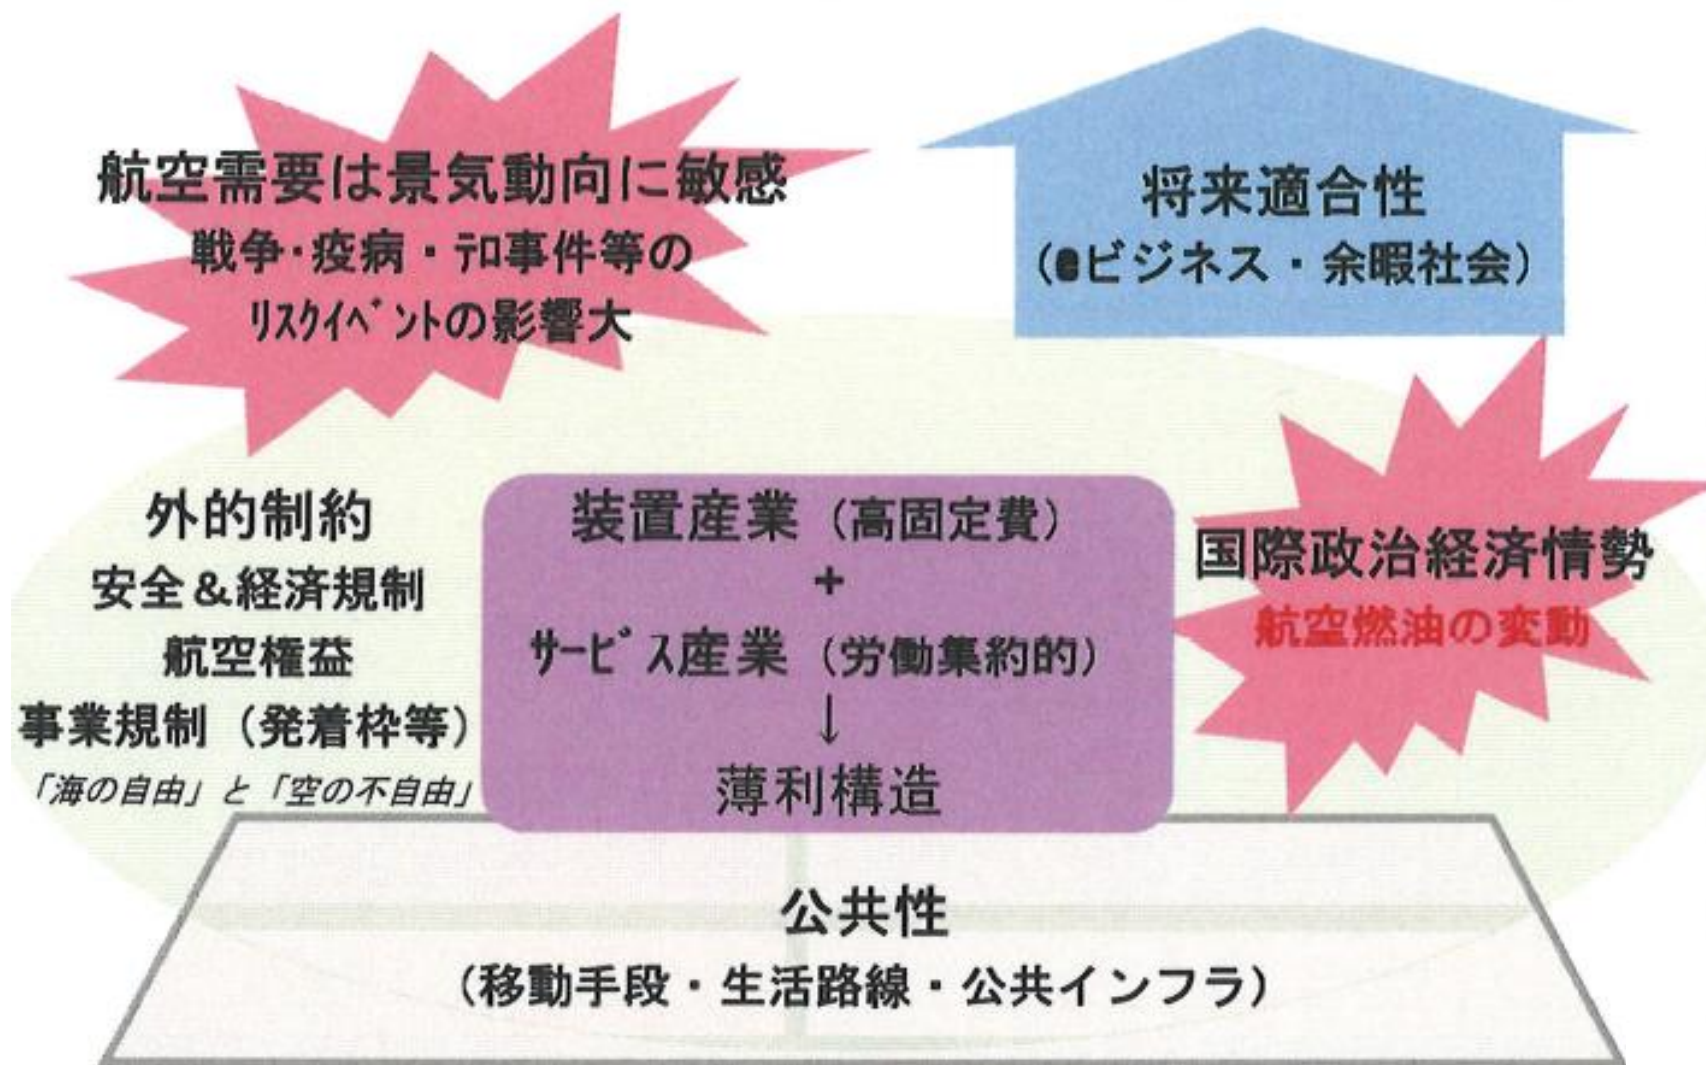 航空需要は景気動向に敏感
戦争・疫病・ﾃﾛ事件等の
ﾘｽｸｲﾍﾞﾝﾄの影響大
将来適合性
（ビジネス・余暇社会）
外的制約
安全＆経済規制
航空権益
事業規制（発着枠等）
「海の自由」と「空の不自由」
装置産業（高固定費）
+
ｻｰﾋﾞｽ産業（労働集約的）
↓
薄利構造
国際政治経済情勢
航空燃油の変動
公共性
（移動手段・生活路線・公共インフラ）